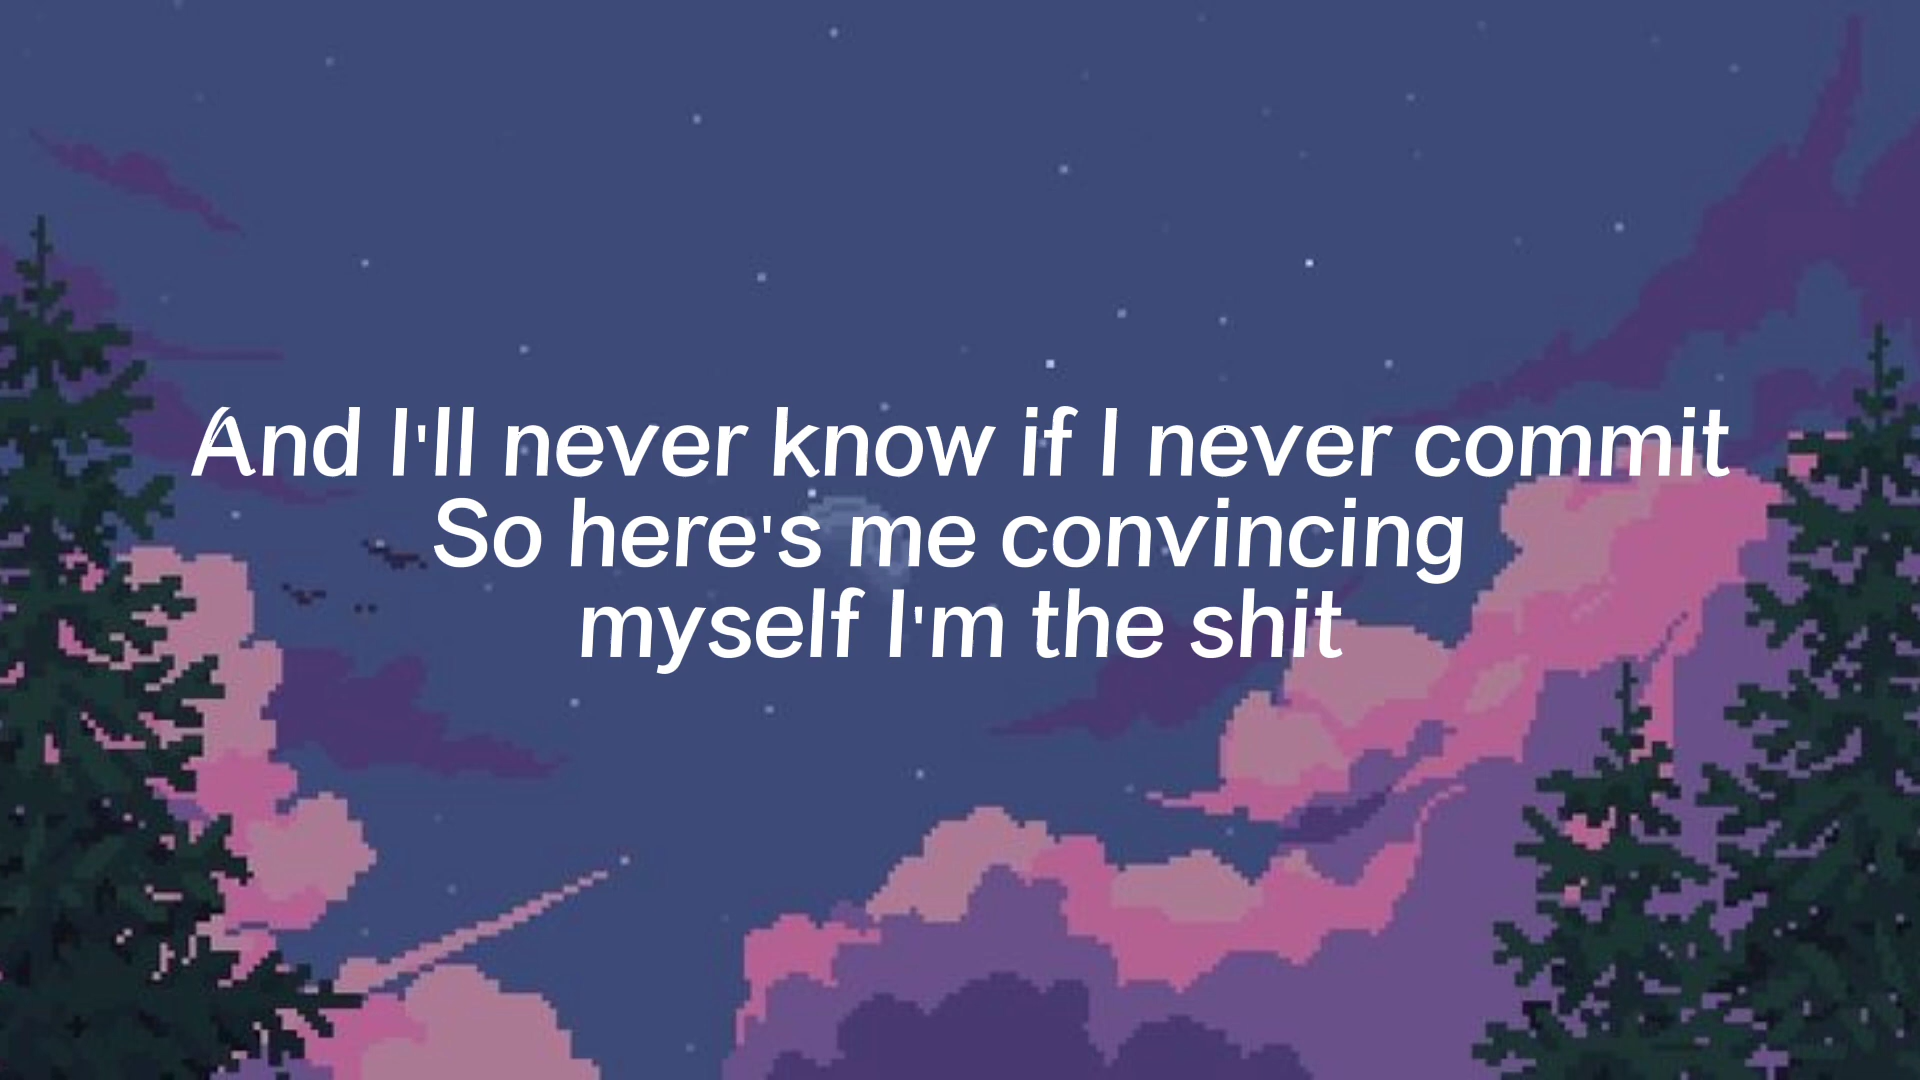 And I'll never know if I never commit
So here's me convincing
myself I'm the shit